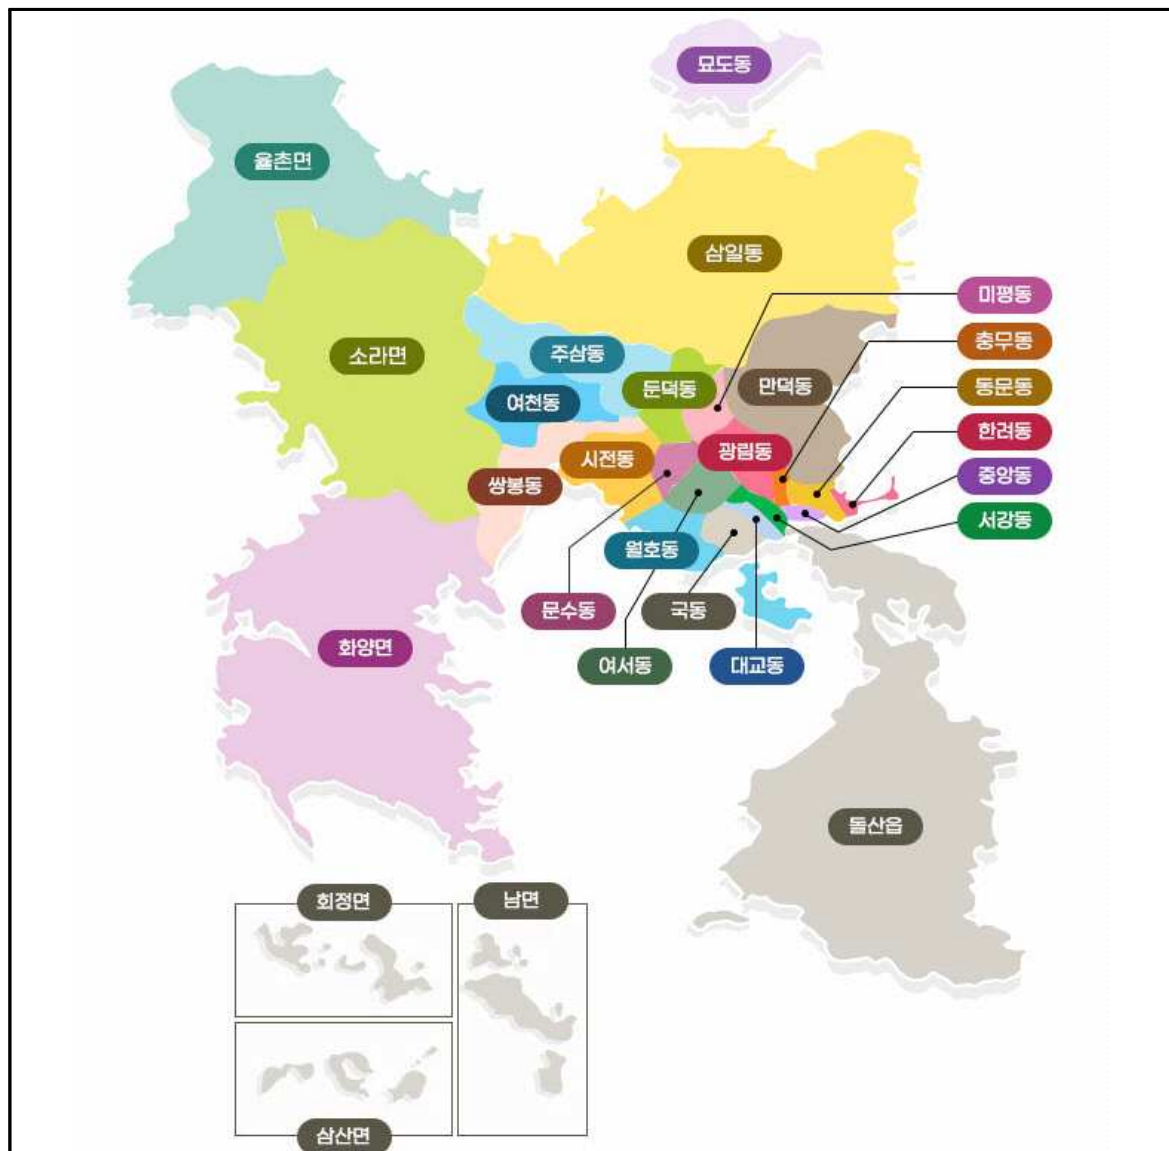 묘도동
율촌면
삼일동
미평동
충무동
소라면
주삼동
둔덕동
만덕동
동문동
여천동
한려동
시전동
광림동
중앙동
쌍봉동
서강동
월호동
문수동
국동
화양면
여서동
대교동
돌산읍
회정면
남면
삼산면